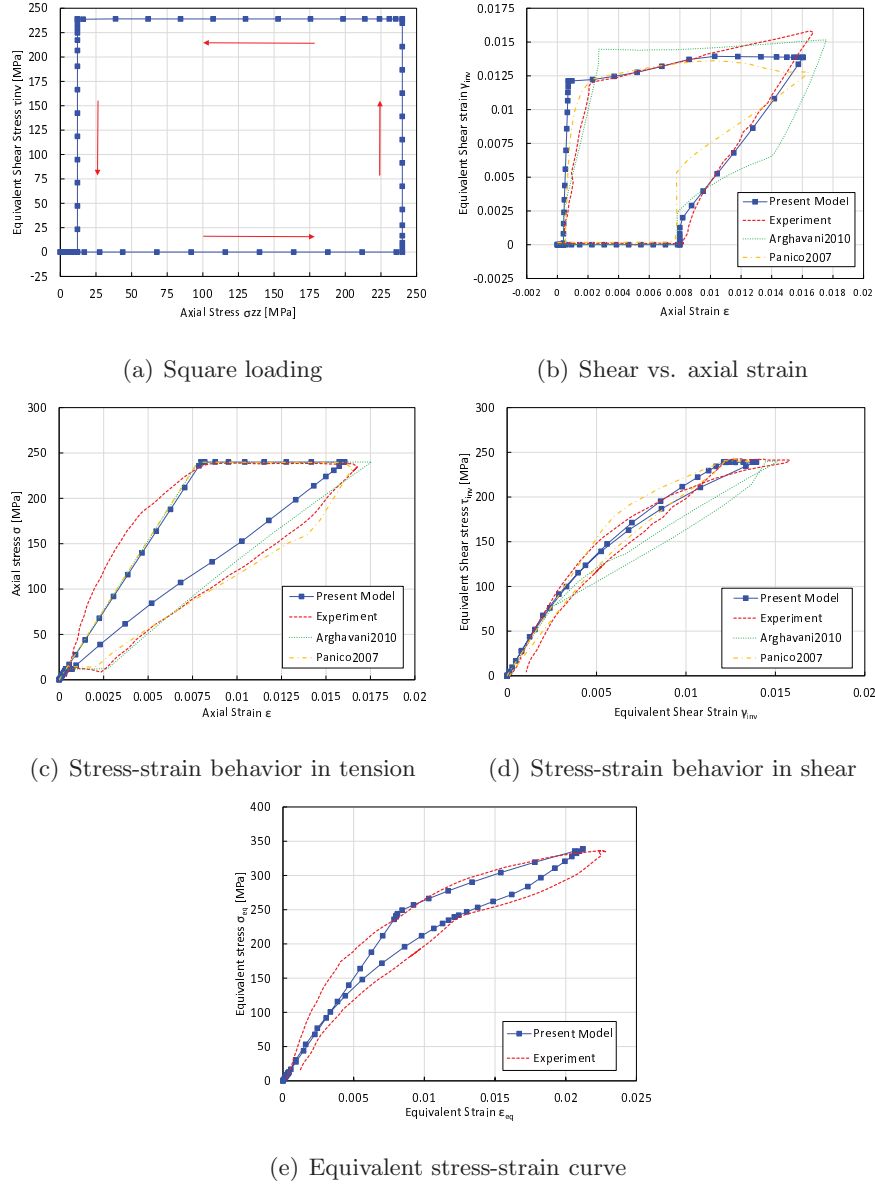 Equivalent Shear Stress τinv [MPa]
250
225
200
175
150
125
100
75
50
25
0
-25
0 25 50 75 100 125 150 175 200 225 250
Axial Stress σzz [MPa]
(a) Square loading
Equivalent Shear strain γinv
0.0175
0.015
0.0125
0.01
0.0075
0.005
0.0025
0
-0.0025
-0.002 0 0.002 0.004 0.006 0.008 0.01 0.012 0.014 0.016 0.018 0.02
Axial Strain ε
Present Model
Experiment
Arghavani2010
Panico2007
(b) Shear vs. axial strain
Axial stress σ [MPa]
300
250
200
150
100
50
0
0 0.0025 0.005 0.0075 0.01 0.0125 0.015 0.0175 0.02
Axial Strain ε
Present Model
Experiment
Arghavani2010
Panico2007
(c) Stress-strain behavior in tension
Equivalent Shear stress τinv [MPa]
300
250
200
150
100
50
0
0 0.005 0.01 0.015 0.02
Equivalent Shear Strain γinv
Present Model
Experiment
Arghavani2010
Panico2007
(d) Stress-strain behavior in shear
Equivalent stress σeq [MPa]
400
350
300
250
200
150
100
50
0
0 0.005 0.01 0.015 0.02 0.025
Equivalent Strain εeq
Present Model
Experiment
(e) Equivalent stress-strain curve